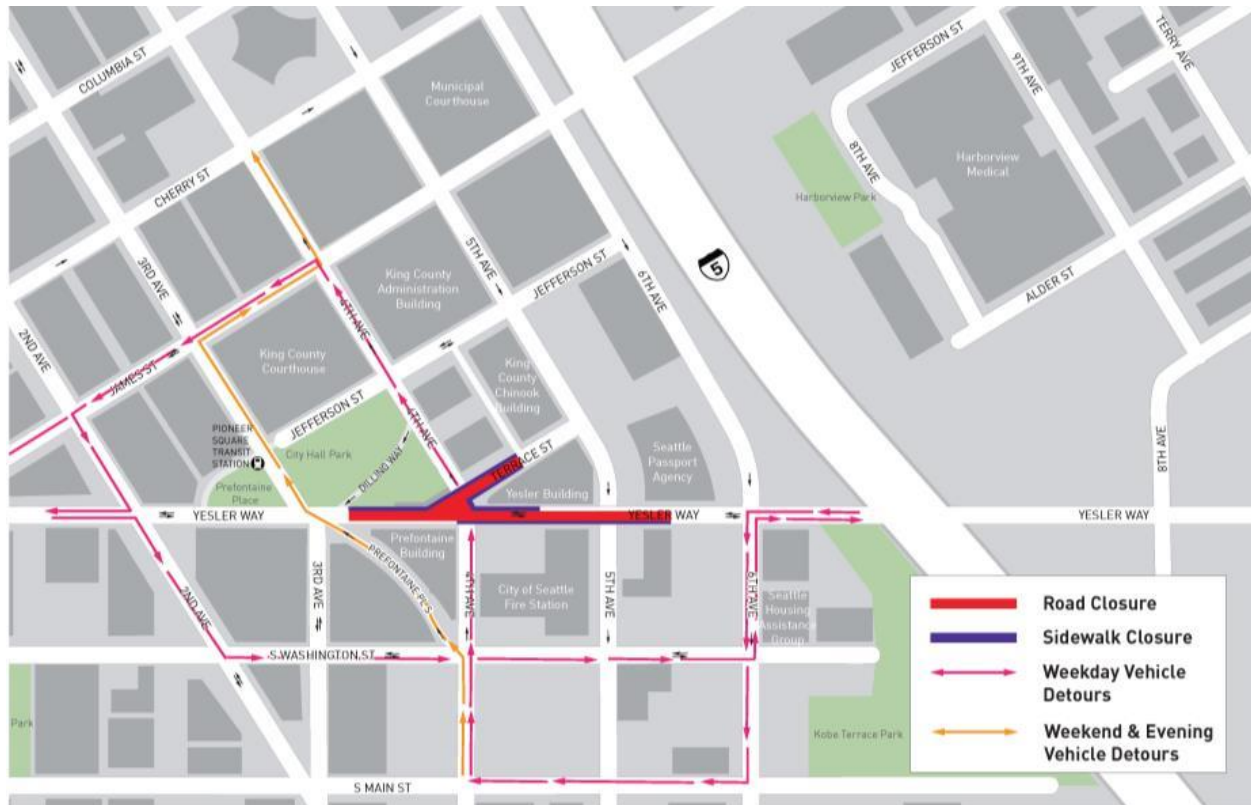 COLUMBIA ST
JEFFERSON ST
TERRY AVE
9TH AVE
Municipal
Courthouse
8TH AVE
Harborview
Medical
CHERRY ST
Harborview Park
5TH AVE
JEFFERSON ST
6TH AVE
5
3RD AVE
King County
Administration
Building
ALDER ST
2ND AVE
4TH AVE
King County
Courthouse
JAMES ST
King
County
Chinook
Building
JEFFERSON ST
4TH AVE
PIONEER
SQUARE
TRANSIT
STATION
City Hall Park
DILLING WAY
TERRACE ST
Seattle
Passport
Agency
8TH AVE
Prefontaine
Place
Yesler Building
YESLER WAY
YESLER WAY
YESLER WAY
Prefontaine
Building
PREFONTAINE PL S
3RD AVE
4TH AVE
City of Seattle
Fire Station
5TH AVE
6TH AVE
Seattle
Housing
Assistance
Group
2ND AVE
S WASHINGTON ST
Park
Kobe Terrace Park
S MAIN ST
Road Closure
Sidewalk Closure
Weekday Vehicle
Detours
Weekend & Evening
Vehicle Detours